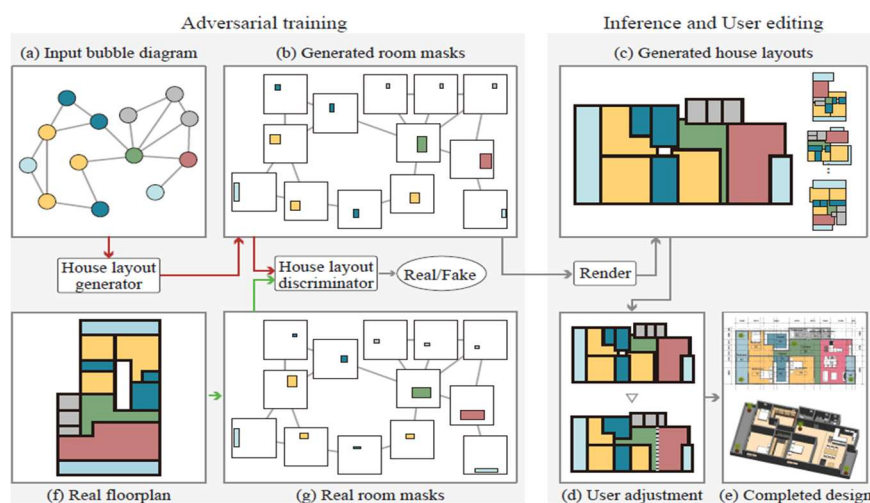 Adversarial training
Inference and User editing
(a) Input bubble diagram
(b) Generated room masks
(c) Generated house layouts
House layout
generator
House layout
discriminator
Real/Fake
Render
(f) Real floorplan
(g) Real room masks
(d) User adjustment
(e) Completed design